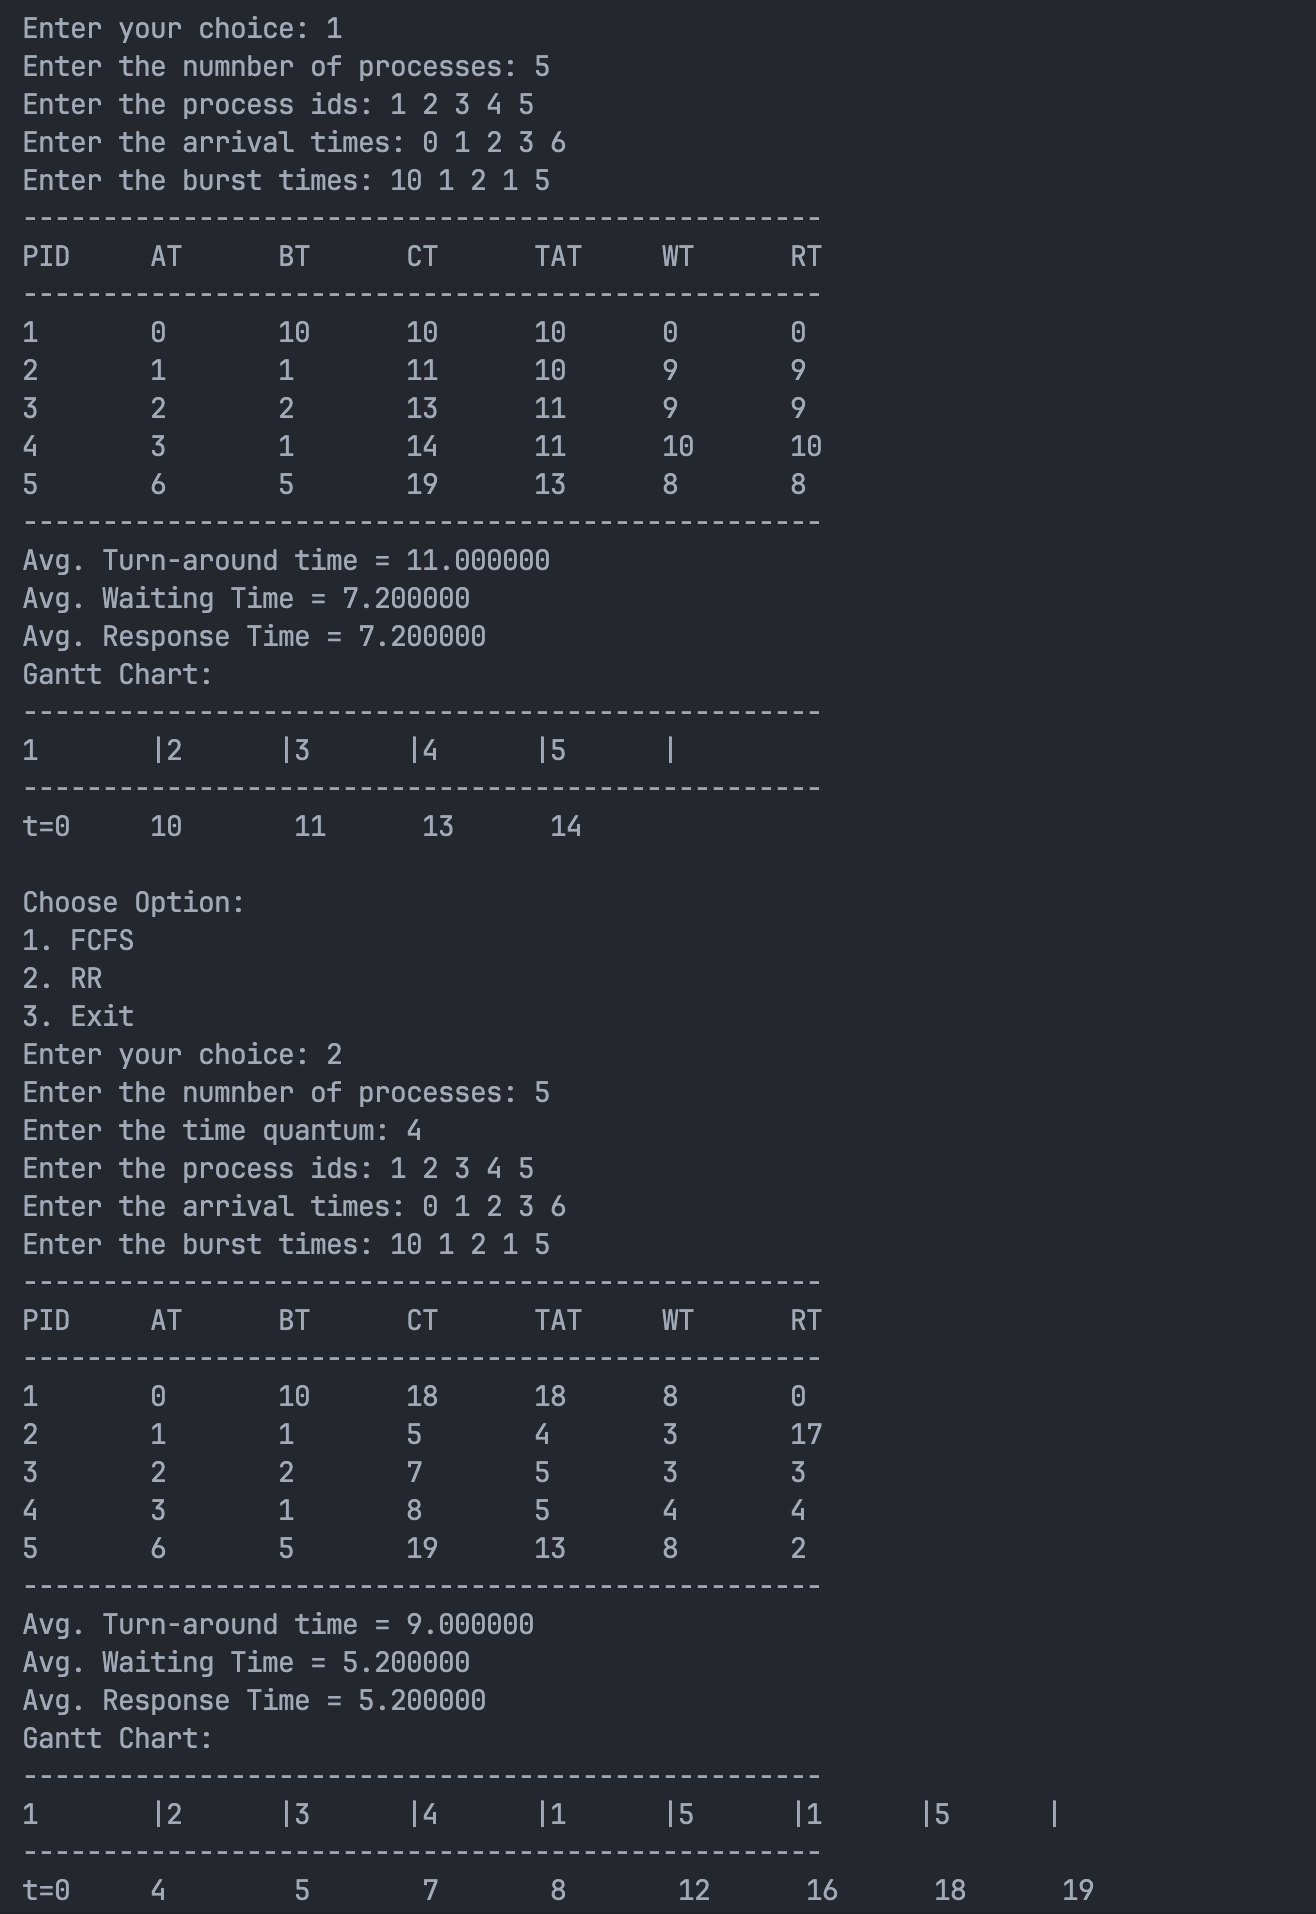 Enter your choice: 1
Enter the numnber of processes: 5
Enter the process ids: 1 2 3 4 5
Enter the arrival times: 0 1 2 3 6
Enter the burst times: 10 1 2 1 5
--------------------------------------------------
PID     AT      BT      CT      TAT     WT      RT
--------------------------------------------------
1       0       10      10      10      0       0
2       1       1       11      10      9       9
3       2       2       13      11      9       9
4       3       1       14      11      10      10
5       6       5       19      13      8       8
--------------------------------------------------
Avg. Turn-around time = 11.000000
Avg. Waiting Time = 7.200000
Avg. Response Time = 7.200000
Gantt Chart:
--------------------------------------------------
1       |2      |3      |4      |5      |
--------------------------------------------------
t=0     10       11      13      14

Choose Option:
1. FCFS
2. RR
3. Exit
Enter your choice: 2
Enter the numnber of processes: 5
Enter the time quantum: 4
Enter the process ids: 1 2 3 4 5
Enter the arrival times: 0 1 2 3 6
Enter the burst times: 10 1 2 1 5
--------------------------------------------------
PID     AT      BT      CT      TAT     WT      RT
--------------------------------------------------
1       0       10      18      18      8       0
2       1       1       5       4       3       17
3       2       2       7       5       3       3
4       3       1       8       5       4       4
5       6       5       19      13      8       2
--------------------------------------------------
Avg. Turn-around time = 9.000000
Avg. Waiting Time = 5.200000
Avg. Response Time = 5.200000
Gantt Chart:
--------------------------------------------------
1       |2      |3      |4      |1      |5      |1      |5      |
--------------------------------------------------
t=0     4        5       7       8       12      16      18      19